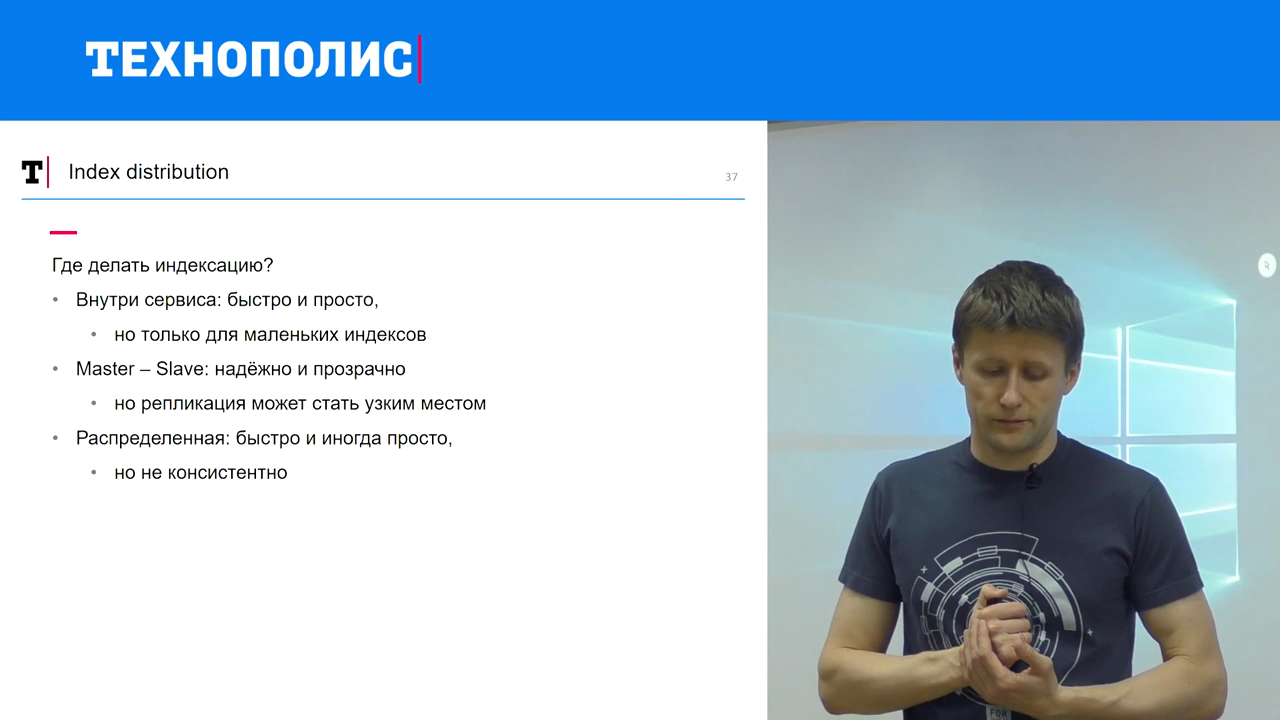 ТЕХНОПОЛИС
T
Index distribution
37
Где делать индексацию?
• Внутри сервиса: быстро и просто,
• но только для маленьких индексов
• Master – Slave: надёжно и прозрачно
• но репликация может стать узким местом
• Распределенная: быстро и иногда просто,
• но не консистентно
FOR